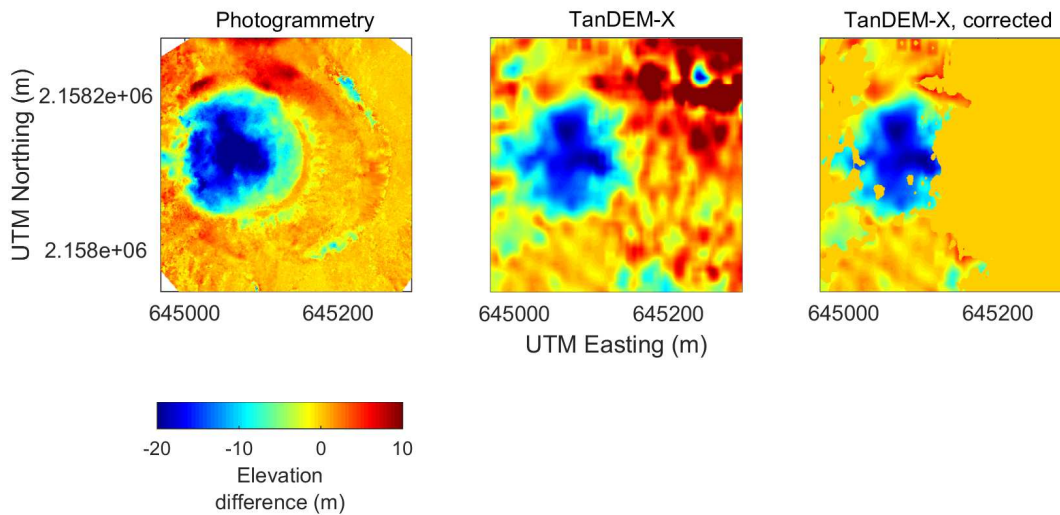 Photogrammetry
TanDEM-X
TanDEM-X, corrected
UTM Northing (m)
2.1582e+06
2.158e+06
645000
645200
645000
645200
645000
645200
UTM Easting (m)
-20
-10
0
10
Elevation
difference (m)